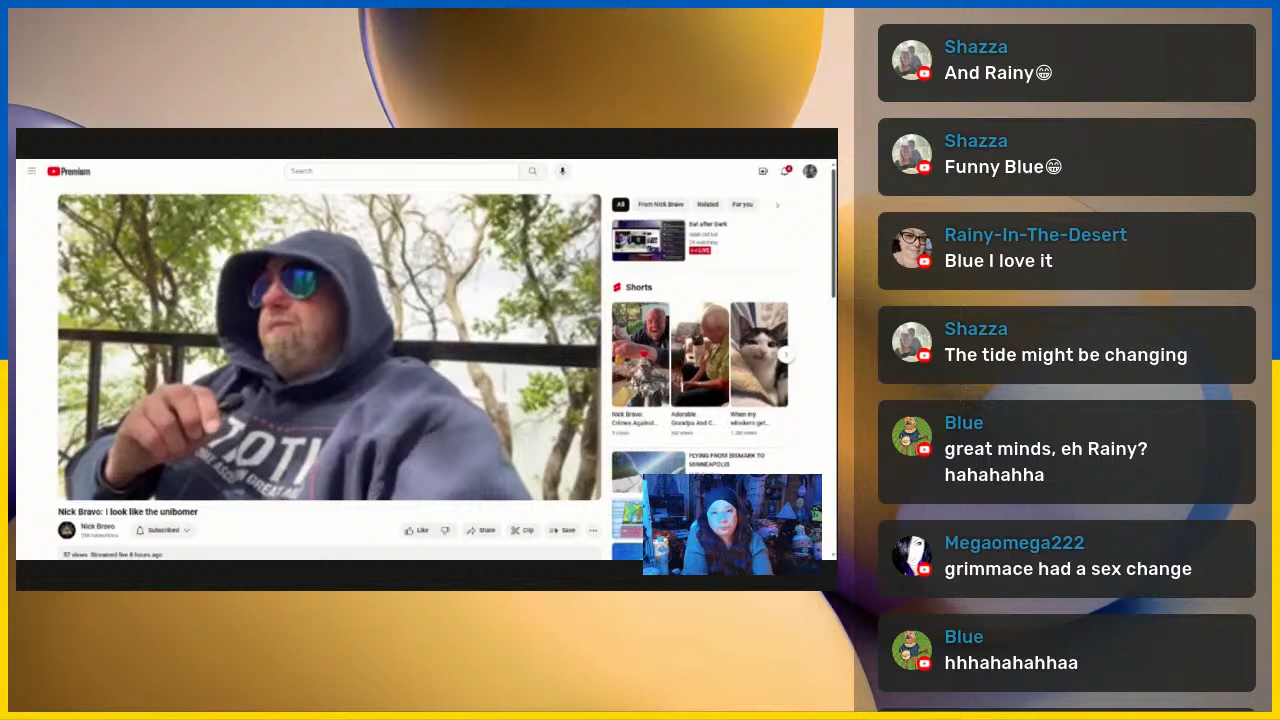 Premium
Search
All
From Nick Bravo
Related
For you
Dut after Dark
LIVE
Shorts
Nick Bravo:
Crimes Against...
Adorable
Grandpa And C...
When my
whiskers get...
FLYING FROM BISMARK TO
MINNEAPOLIS
Nick Bravo: I look like the unibomer
Nick Bravo
Subscribed
Like
Share
Clip
Save
57 views Streamed live 6 hours ago
Shazza
And Rainy😁
Shazza
Funny Blue😁
Rainy-In-The-Desert
Blue I love it
Shazza
The tide might be changing
Blue
great minds, eh Rainy?
hahahahha
Megaomega222
grimmace had a sex change
Blue
hhhahahahhaa